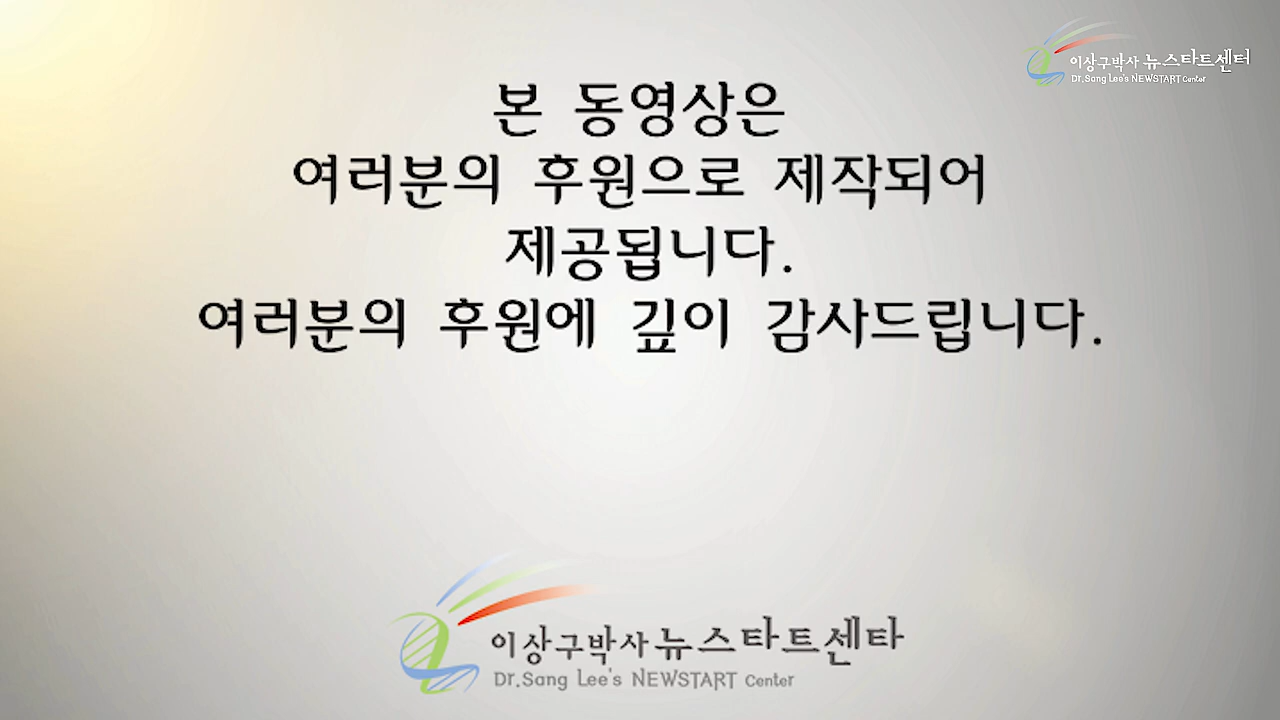 이상구박사 뉴스타트센터
Dr.Sang Lee's NEWSTART Center
본 동영상은
여러분의 후원으로 제작되어
제공됩니다.
여러분의 후원에 깊이 감사드립니다.
이상구박사 뉴스타트센타
Dr.Sang Lee's NEWSTART Center